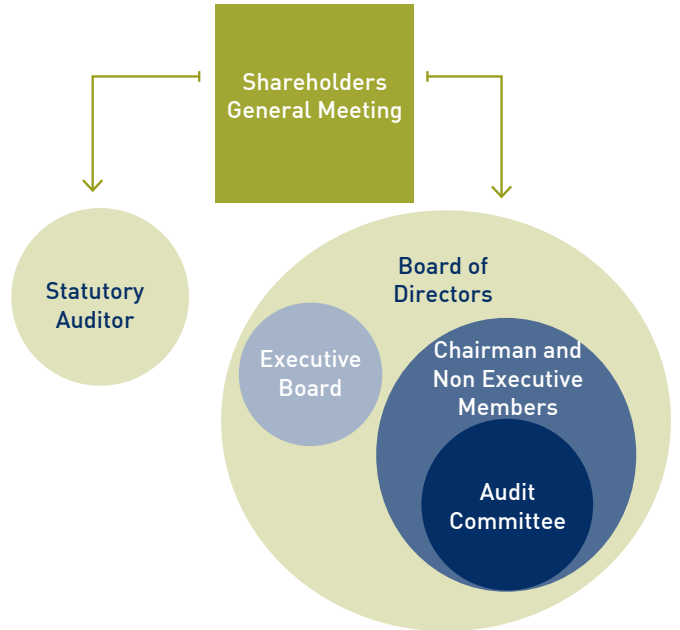 Shareholders
General Meeting
Statutory
Auditor
Board of
Directors
Executive
Board
Chairman and
Non Executive
Members
Audit
Committee